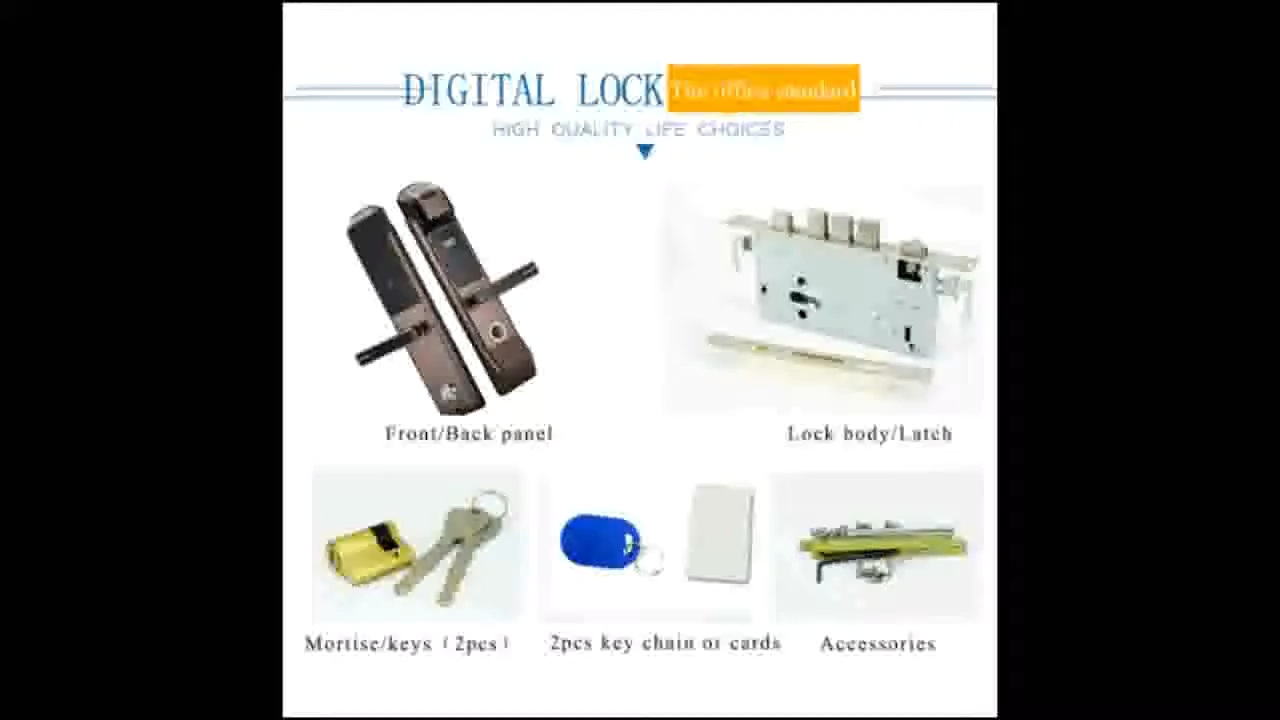 DIGITAL LOCK The office standard
HIGH QUALITY LIFE CHOICES
Front/Back panel
Lock body/Latch
Mortise/keys (2pcs)
2pcs key chain or cards
Accessories